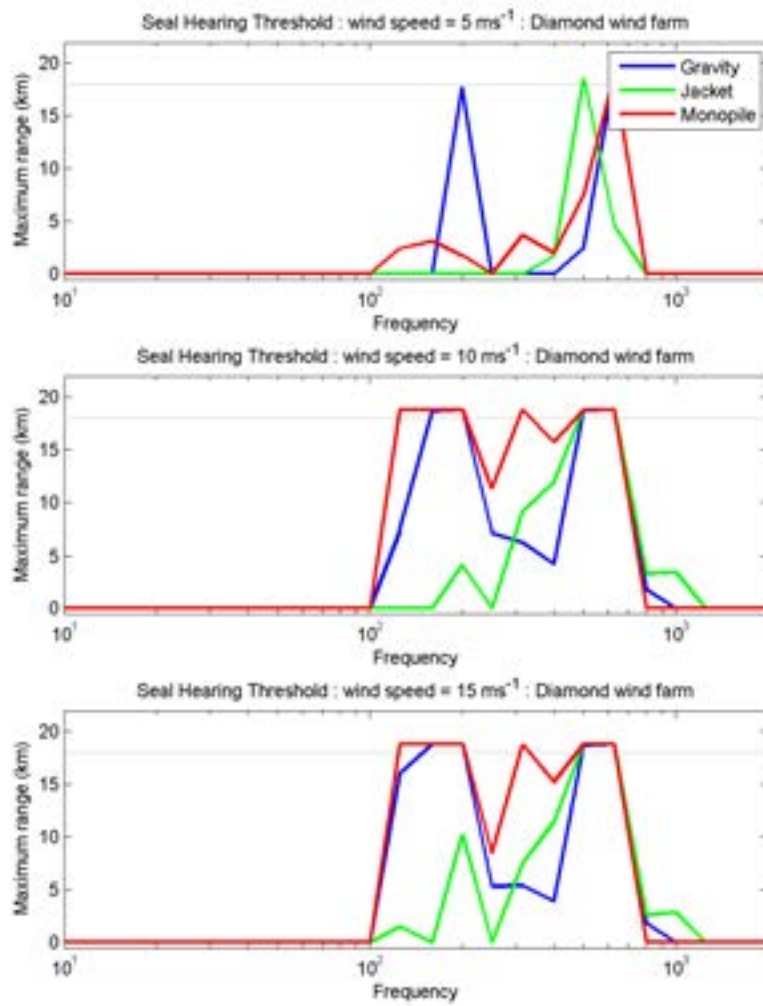 Seal Hearing Threshold : wind speed = 5 ms⁻¹ : Diamond wind farm
Maximum range (km)
20
15
10
5
0
Gravity
Jacket
Monopile
10¹ 10² 10³
Frequency
Seal Hearing Threshold : wind speed = 10 ms⁻¹ : Diamond wind farm
Maximum range (km)
20
15
10
5
0
10¹ 10² 10³
Frequency
Seal Hearing Threshold : wind speed = 15 ms⁻¹ : Diamond wind farm
Maximum range (km)
20
15
10
5
0
10¹ 10² 10³
Frequency